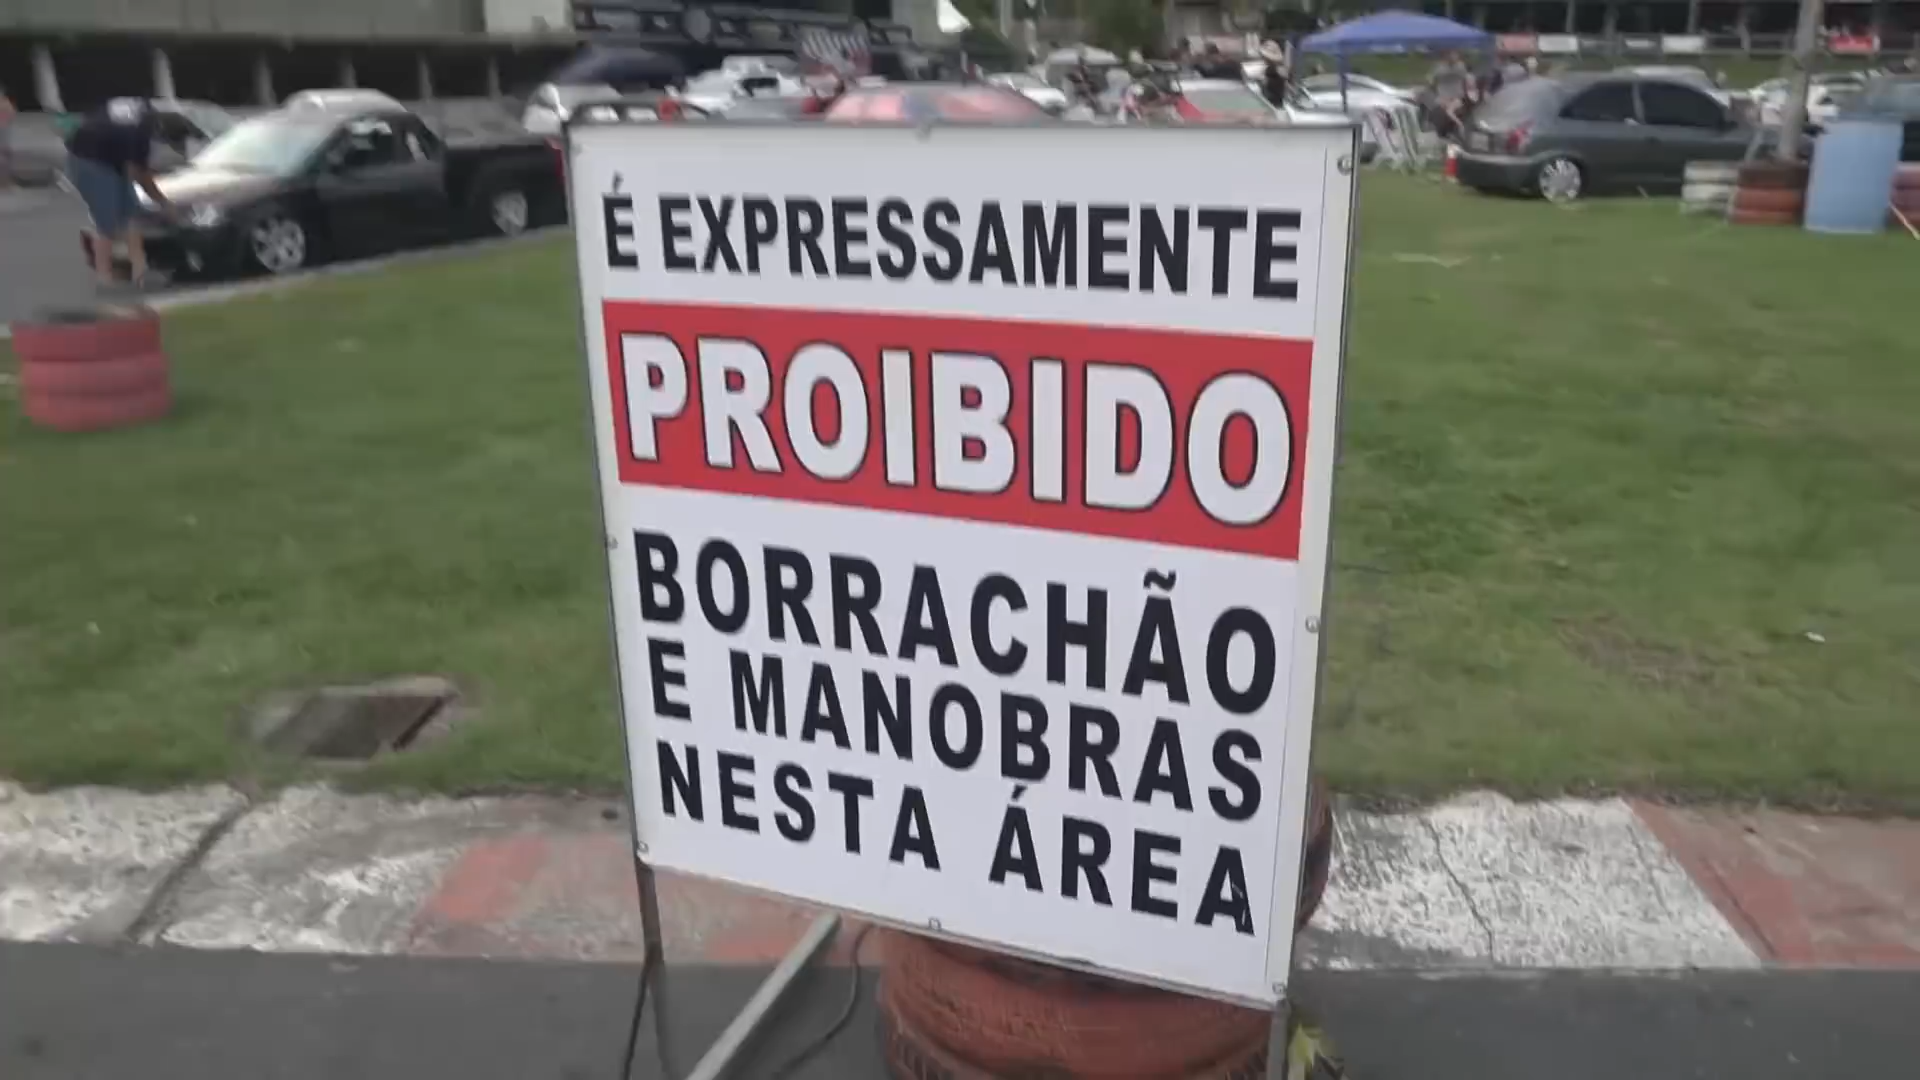 É EXPRESSAMENTE
PROIBIDO
BORRACHÃO
E MANOBRAS
NESTA ÁREA